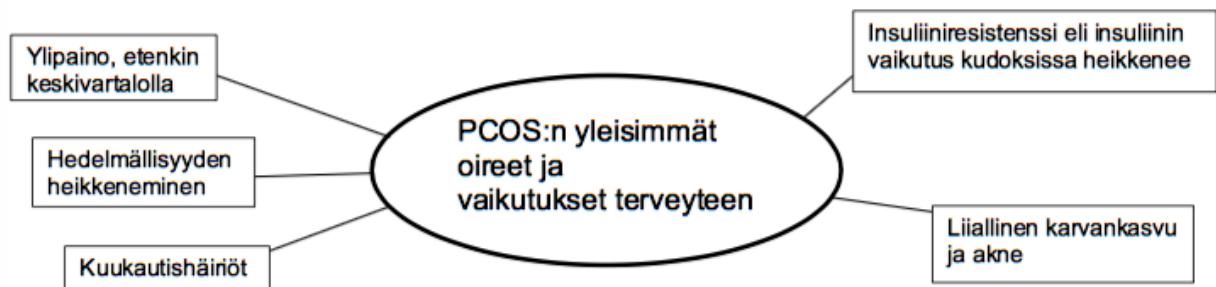 Ylipaino, etenkin
keskivartalolla
Hedelmällisyyden
heikkeneminen
Kuukautishäiriöt
PCOS:n yleisimmät
oireet ja
vaikutukset terveyteen
Insuliiniresistenssi eli insuliinin
vaikutus kudoksissa heikkenee
Liiallinen karvankasvu
ja akne